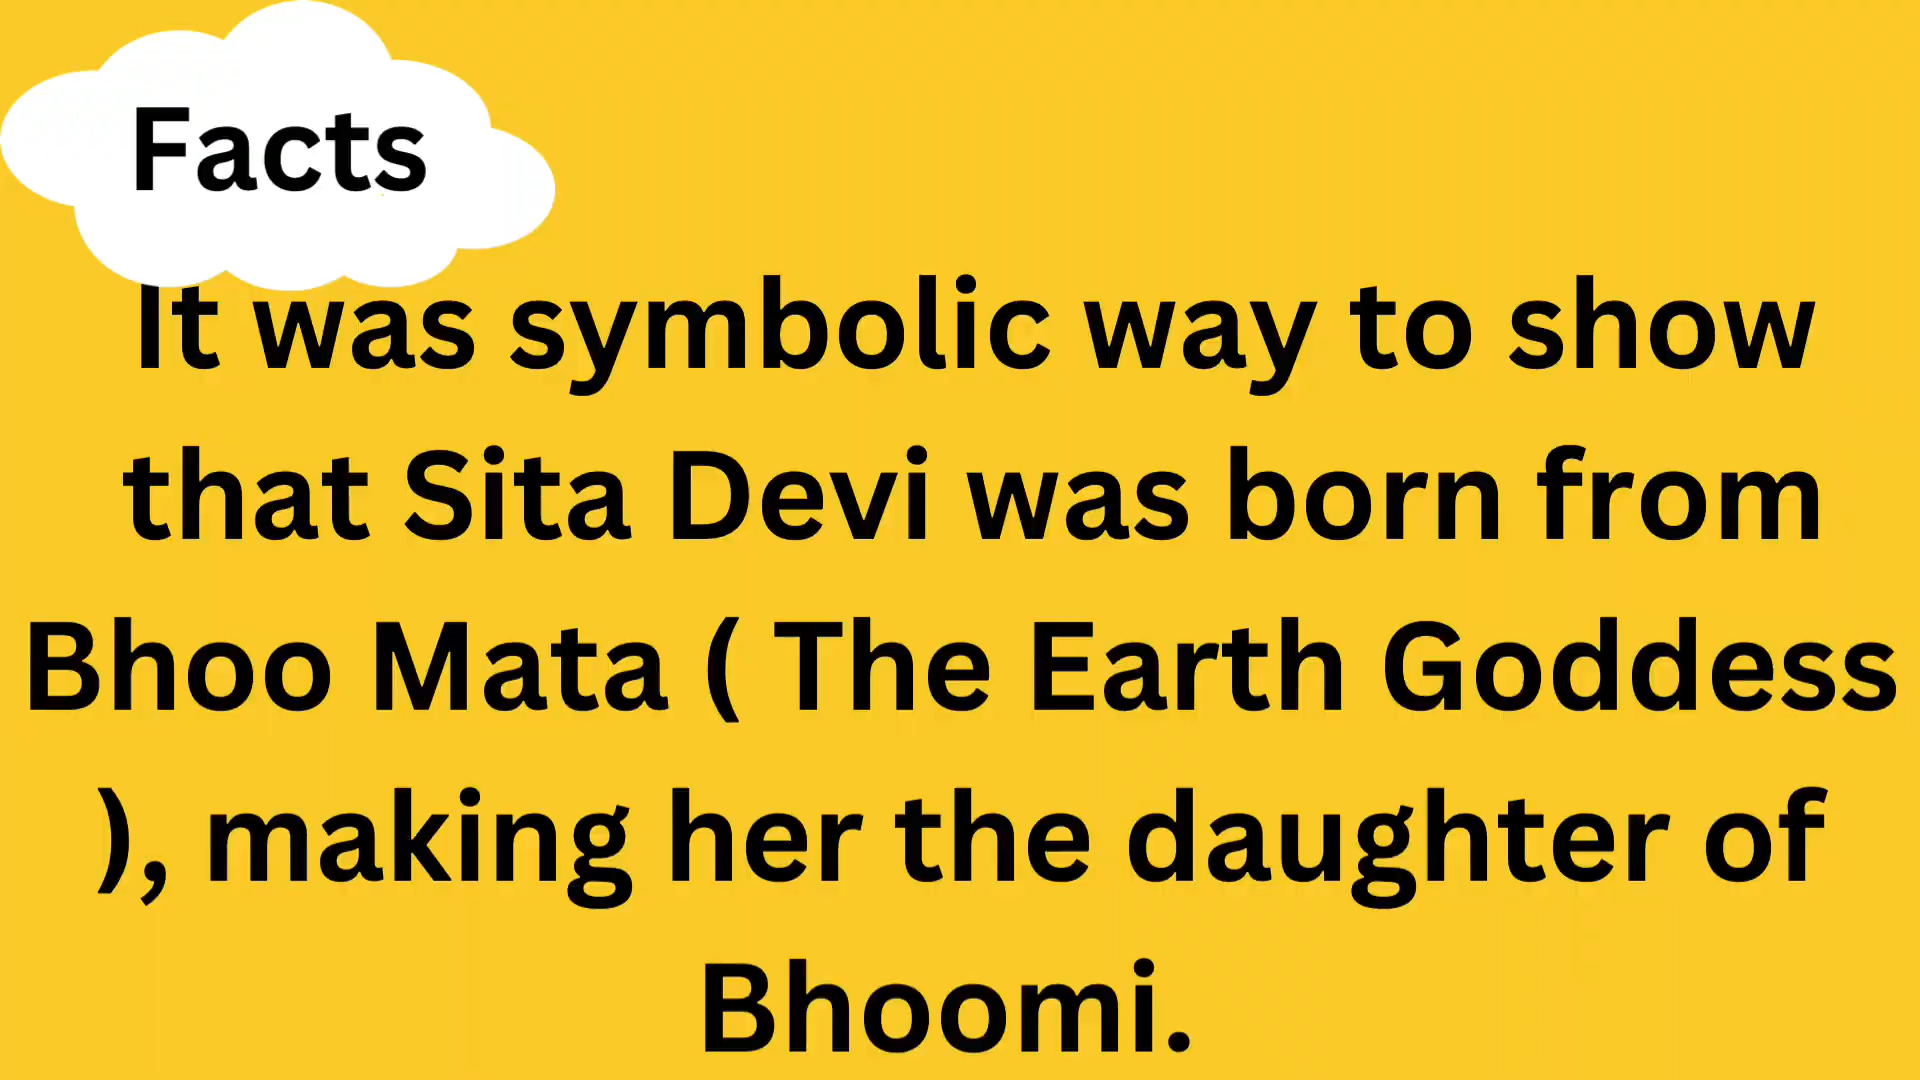 Facts
It was symbolic way to show
that Sita Devi was born from
Bhoo Mata ( The Earth Goddess
), making her the daughter of
Bhoomi.